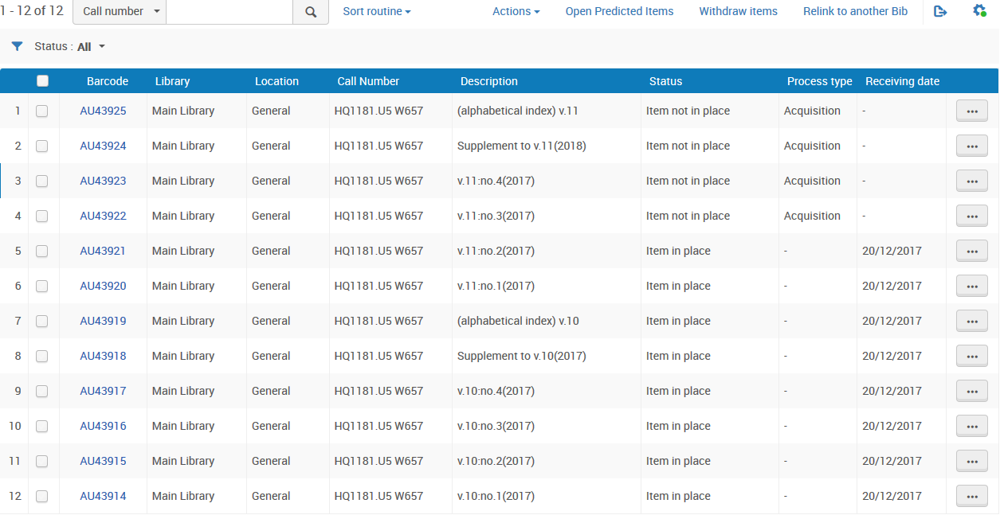 1 - 12 of 12 Call number Sort routine Actions Open Predicted Items Withdraw items Relink to another Bib
Status : All
Barcode Library Location Call Number Description Status Process type Receiving date
1 AU43925 Main Library General HQ1181.U5 W657 (alphabetical index) v.11 Item not in place Acquisition -
2 AU43924 Main Library General HQ1181.U5 W657 Supplement to v.11(2018) Item not in place Acquisition -
3 AU43923 Main Library General HQ1181.U5 W657 v.11:no.4(2017) Item not in place Acquisition -
4 AU43922 Main Library General HQ1181.U5 W657 v.11:no.3(2017) Item not in place Acquisition -
5 AU43921 Main Library General HQ1181.U5 W657 v.11:no.2(2017) Item in place - 20/12/2017
6 AU43920 Main Library General HQ1181.U5 W657 v.11:no.1(2017) Item in place - 20/12/2017
7 AU43919 Main Library General HQ1181.U5 W657 (alphabetical index) v.10 Item in place - 20/12/2017
8 AU43918 Main Library General HQ1181.U5 W657 Supplement to v.10(2017) Item in place - 20/12/2017
9 AU43917 Main Library General HQ1181.U5 W657 v.10:no.4(2017) Item in place - 20/12/2017
10 AU43916 Main Library General HQ1181.U5 W657 v.10:no.3(2017) Item in place - 20/12/2017
11 AU43915 Main Library General HQ1181.U5 W657 v.10:no.2(2017) Item in place - 20/12/2017
12 AU43914 Main Library General HQ1181.U5 W657 v.10:no.1(2017) Item in place - 20/12/2017